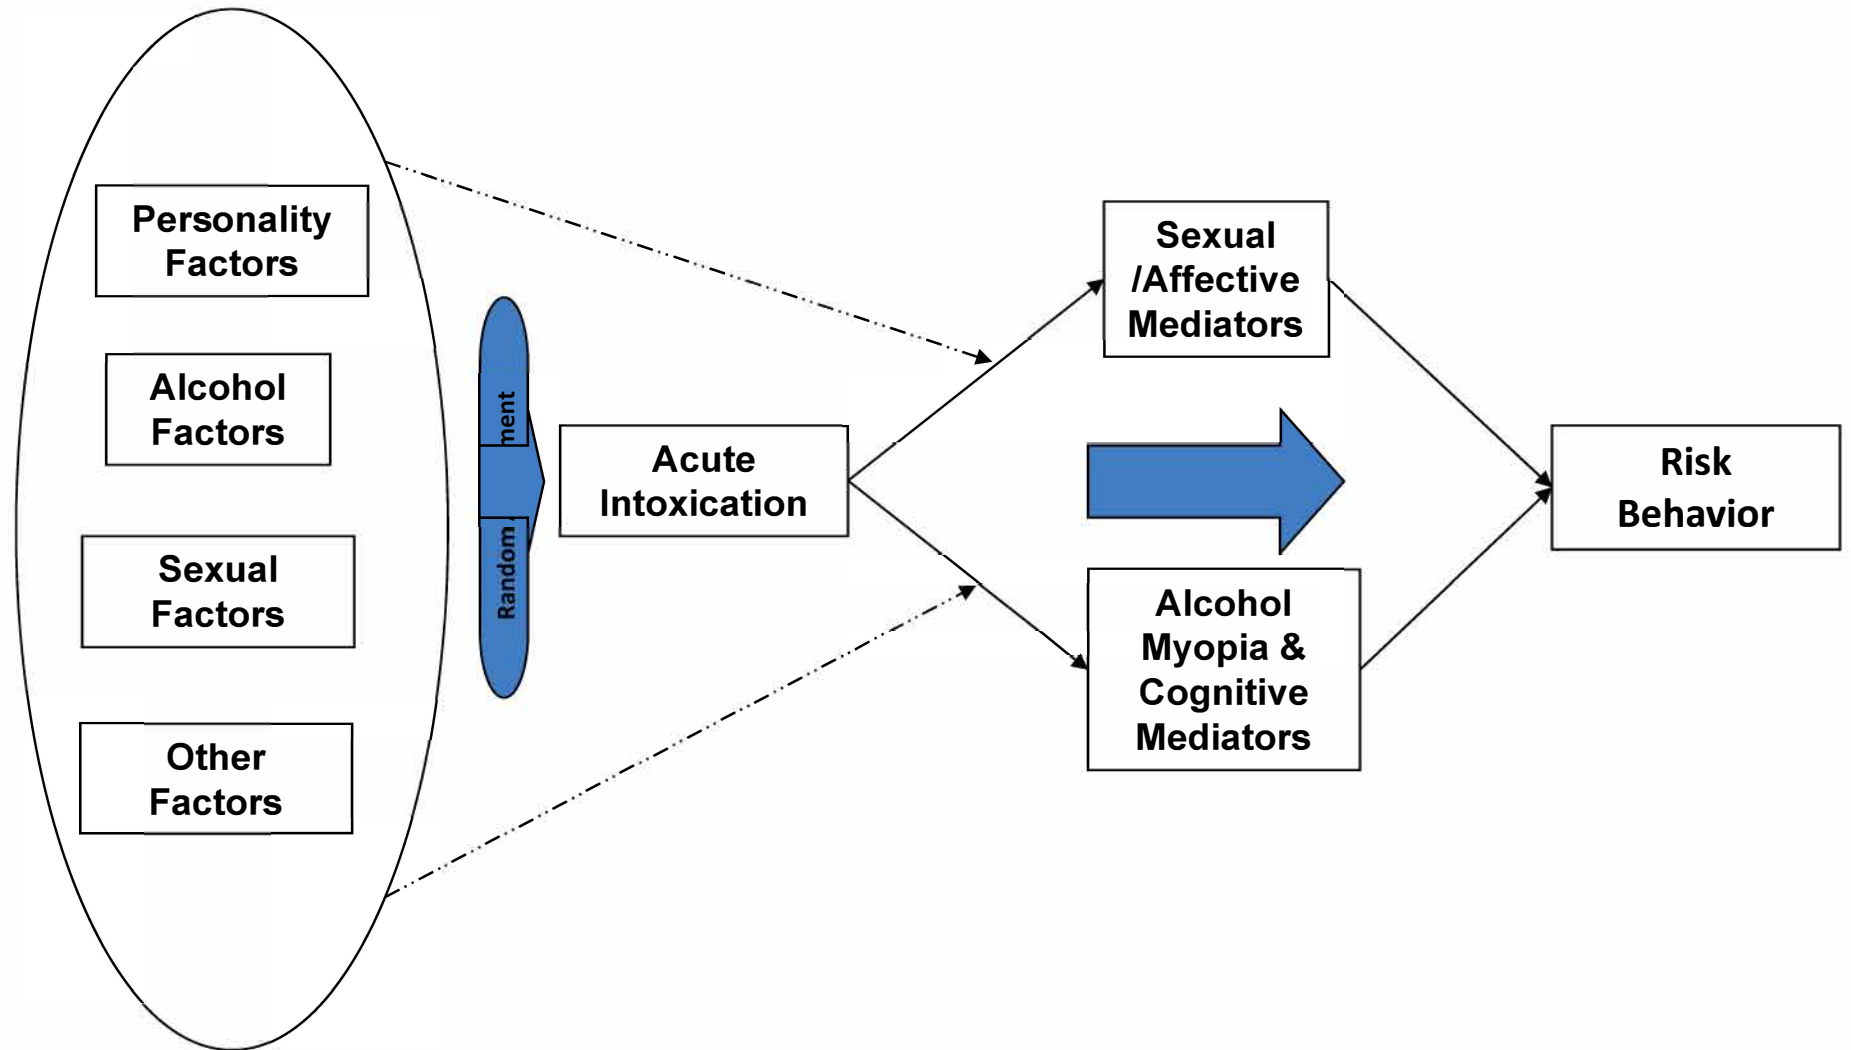 Personality
Factors
Alcohol
Factors
Sexual
Factors
Other
Factors
Random
ment
Acute
Intoxication
Sexual
/Affective
Mediators
Alcohol
Myopia &
Cognitive
Mediators
Risk
Behavior